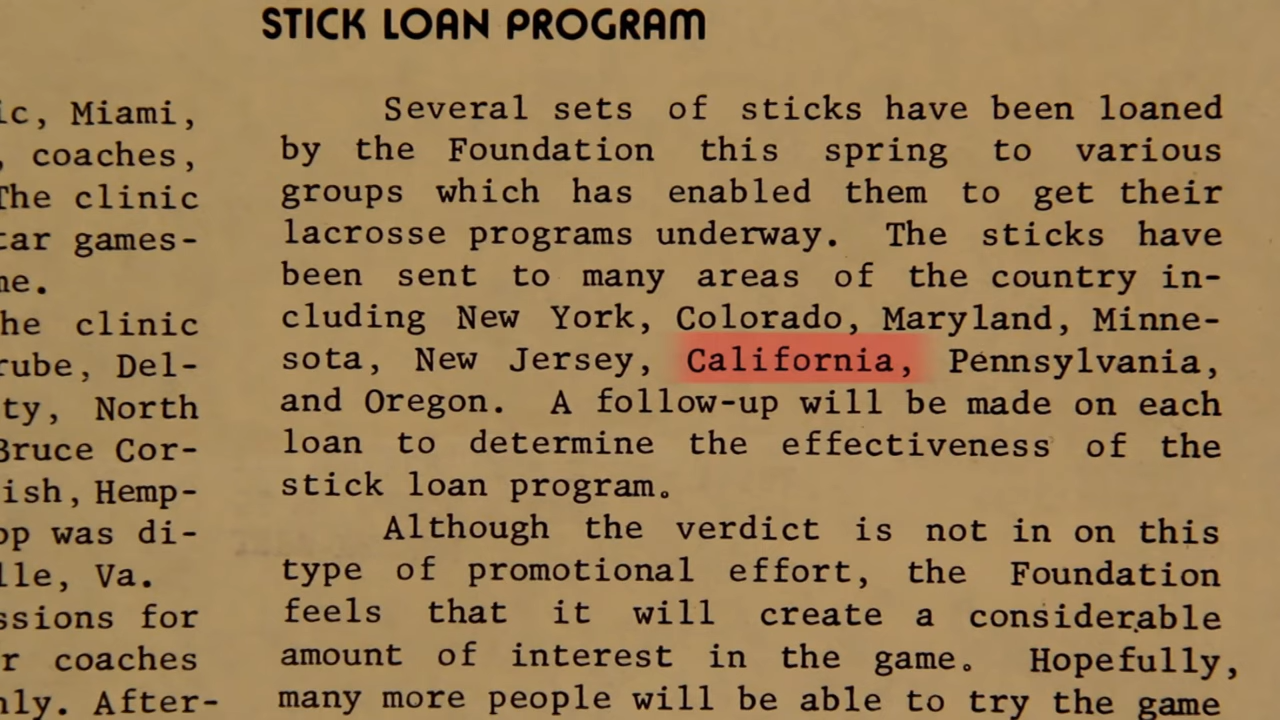 STICK LOAN PROGRAM
ic, Miami,
, coaches,
The clinic
tar games-
me.
he clinic
rube, Del-
ty, North
Bruce Cor-
ish, Hemp-
op was di-
lle, Va.
ssions for
r coaches
nly. After-
Several sets of sticks have been loaned
by the Foundation this spring to various
groups which has enabled them to get their
lacrosse programs underway. The sticks have
been sent to many areas of the country in-
cluding New York, Colorado, Maryland, Minne-
sota, New Jersey, California, Pennsylvania,
and Oregon. A follow-up will be made on each
loan to determine the effectiveness of the
stick loan program.
Although the verdict is not in on this
type of promotional effort, the Foundation
feels that it will create a considerable
amount of interest in the game. Hopefully,
many more people will be able to try the game